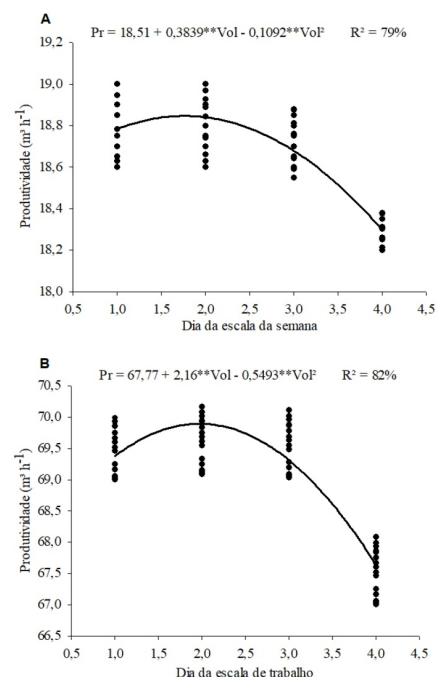 A
Pr = 18,51 + 0,3839**Vol - 0,1092**Vol² R² = 79%
19,2
19,0
18,8
18,6
18,4
18,2
18,0
Produtividade (m³ h⁻¹)
0,5 1,0 1,5 2,0 2,5 3,0 3,5 4,0 4,5
Dia da escala da semana
B
Pr = 67,77 + 2,16**Vol - 0,5493**Vol² R² = 82%
70,5
70,0
69,5
69,0
68,5
68,0
67,5
67,0
66,5
Produtividade (m³ h⁻¹)
0,5 1,0 1,5 2,0 2,5 3,0 3,5 4,0 4,5
Dia da escala de trabalho